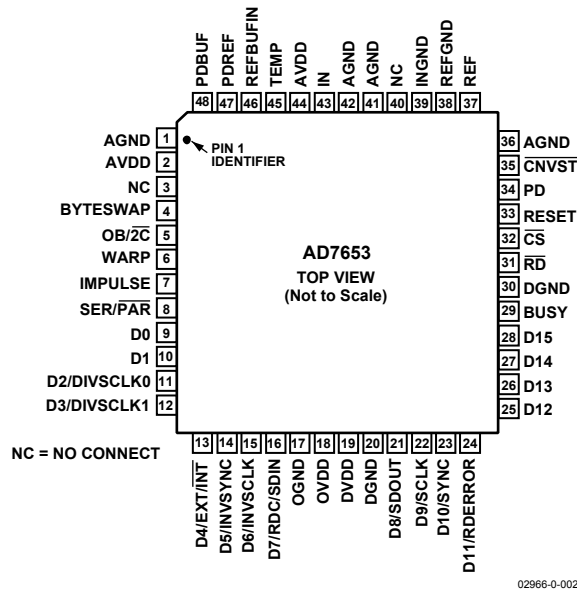 PDBUF
PDREF
REFBUFIN
TEMP
AVDD
IN
AGND
AGND
NC
INGND
REFGND
REF
48 47 46 45 44 43 42 41 40 39 38 37
AGND 1
AVDD 2
NC 3
BYTESWAP 4
OB/2C̅ 5
WARP 6
IMPULSE 7
SER/P̅A̅R̅ 8
D0 9
D1 10
D2/DIVSCLK0 11
D3/DIVSCLK1 12
PIN 1
IDENTIFIER
AD7653
TOP VIEW
(Not to Scale)
36 AGND
35 C̅N̅V̅S̅T̅
34 PD
33 RESET
32 C̅S̅
31 R̅D̅
30 DGND
29 BUSY
28 D15
27 D14
26 D13
25 D12
13 14 15 16 17 18 19 20 21 22 23 24
D4/EXT/I̅N̅T̅
D5/INVSYNC
D6/INVSCLK
D7/RDC/SDIN
OGND
OVDD
DVDD
DGND
D8/SDOUT
D9/SCLK
D10/SYNC
D11/RDERROR
NC = NO CONNECT
02966-0-002